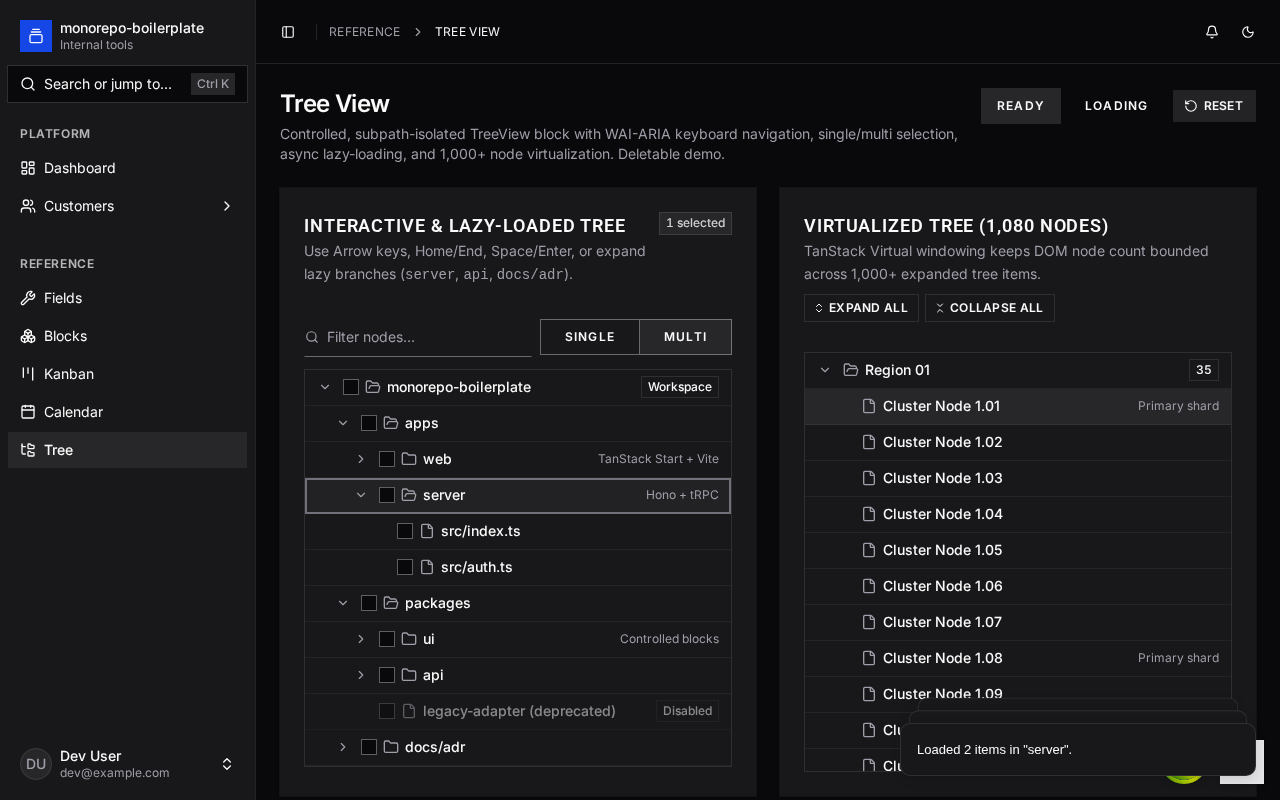 monorepo-boilerplate
Internal tools
Search or jump to...
Ctrl K
PLATFORM
Dashboard
Customers
REFERENCE
Fields
Blocks
Kanban
Calendar
Tree
DU
Dev User
dev@example.com
REFERENCE
TREE VIEW
Tree View
Controlled, subpath-isolated TreeView block with WAI-ARIA keyboard navigation, single/multi selection,
async lazy-loading, and 1,000+ node virtualization. Deletable demo.
READY
LOADING
RESET
INTERACTIVE & LAZY-LOADED TREE
1 selected
Use Arrow keys, Home/End, Space/Enter, or expand
lazy branches (server, api, docs/adr).
Filter nodes...
SINGLE
MULTI
monorepo-boilerplate
Workspace
apps
web
TanStack Start + Vite
server
Hono + tRPC
src/index.ts
src/auth.ts
packages
ui
Controlled blocks
api
legacy-adapter (deprecated)
Disabled
docs/adr
VIRTUALIZED TREE (1,080 NODES)
TanStack Virtual windowing keeps DOM node count bounded
across 1,000+ expanded tree items.
EXPAND ALL
COLLAPSE ALL
Region 01
35
Cluster Node 1.01
Primary shard
Cluster Node 1.02
Cluster Node 1.03
Cluster Node 1.04
Cluster Node 1.05
Cluster Node 1.06
Cluster Node 1.07
Cluster Node 1.08
Primary shard
Cluster Node 1.09
Loaded 2 items in "server".